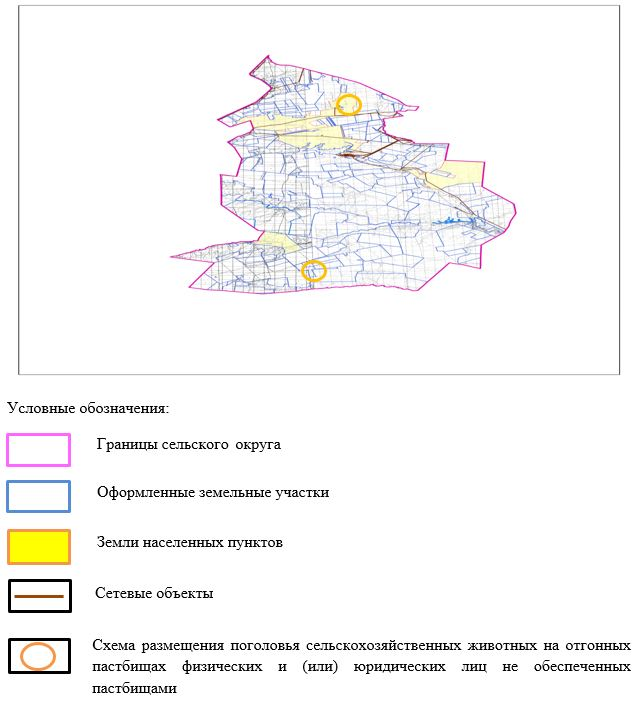 Условные обозначения:
Границы сельского округа
Оформленные земельные участки
Земли населенных пунктов
Сетевые объекты
Схема размещения поголовья сельскохозяйственных животных на отгонных
пастбищах физических и (или) юридических лиц не обеспеченных
пастбищами